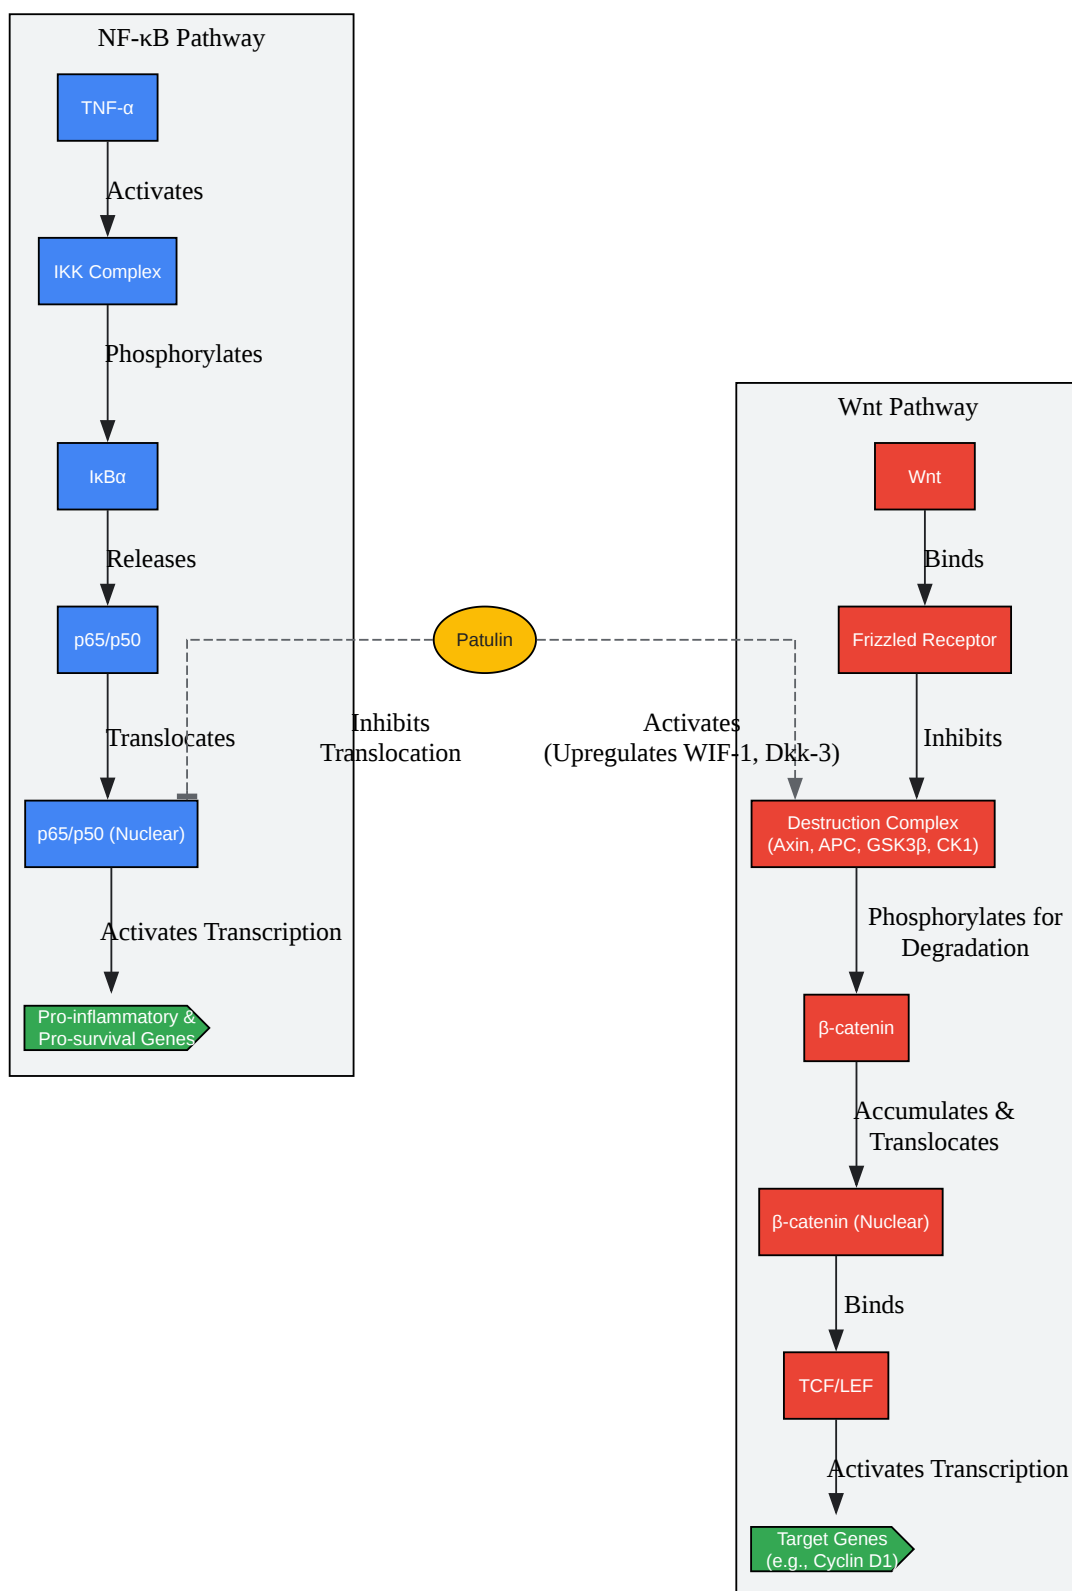 NF-κB Pathway
TNF-α
Activates
IKK Complex
Phosphorylates
IκBα
Releases
p65/p50
Translocates
p65/p50 (Nuclear)
Activates Transcription
Pro-inflammatory &
Pro-survival Genes
Patulin
Inhibits
Translocation
Activates
(Upregulates WIF-1, Dkk-3)
Wnt Pathway
Wnt
Binds
Frizzled Receptor
Inhibits
Destruction Complex
(Axin, APC, GSK3β, CK1)
Phosphorylates for
Degradation
β-catenin
Accumulates &
Translocates
β-catenin (Nuclear)
Binds
TCF/LEF
Activates Transcription
Target Genes
(e.g., Cyclin D1)